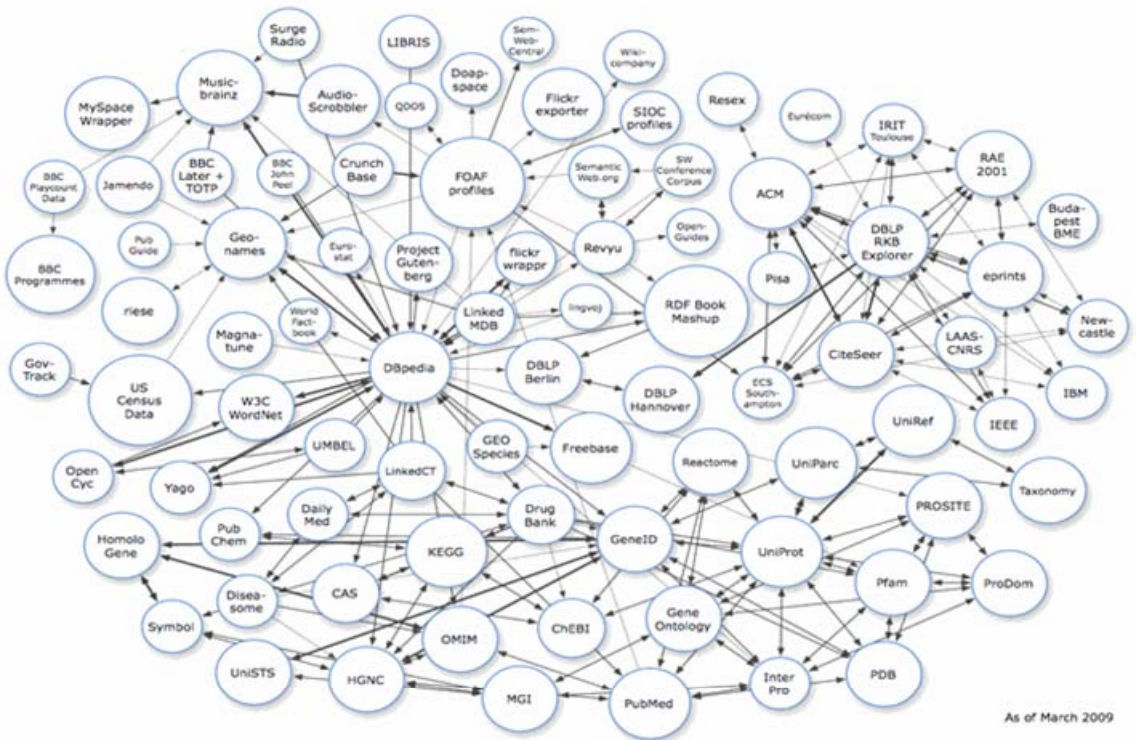 Surge
Radio
LIBRIS
Sem-
Web-
Central
Wiki-
company
Music-
brainz
Audio-
Scrobbler
Doap-
space
Flickr
exporter
MySpace
Wrapper
QDOS
SIOC
profiles
Resex
Eurécom
IRIT
Toulouse
RAE
2001
BBC
Playcount
Data
Jamendo
BBC
Later +
TOTP
BBC
John
Peel
Crunch
Base
FOAF
profiles
Semantic
Web.org
SW
Conference
Corpus
ACM
DBLP
RKB
Explorer
Buda-
pest
BME
Pub
Guide
Geo-
names
Euro-
stat
Project
Guten-
berg
flickr
wrappr
Revyu
Open-
Guides
Pisa
eprints
BBC
Programmes
riese
World
Fact-
book
Linked
MDB
lingvoj
RDF Book
Mashup
New-
castle
Magna-
tune
DBpedia
DBLP
Berlin
CiteSeer
LAAS-
CNRS
Gov-
Track
US
Census
Data
W3C
WordNet
DBLP
Hannover
ECS
South-
ampton
IEEE
IBM
Open
Cyc
Yago
UMBEL
LinkedCT
GEO
Species
Freebase
Reactome
UniParc
UniRef
Taxonomy
PROSITE
Homolo
Gene
Pub
Chem
Daily
Med
KEGG
Drug
Bank
GeneID
UniProt
Pfam
ProDom
Symbol
Disea-
some
CAS
OMIM
ChEBI
Gene
Ontology
UniSTS
HGNC
MGI
PubMed
Inter
Pro
PDB
As of March 2009